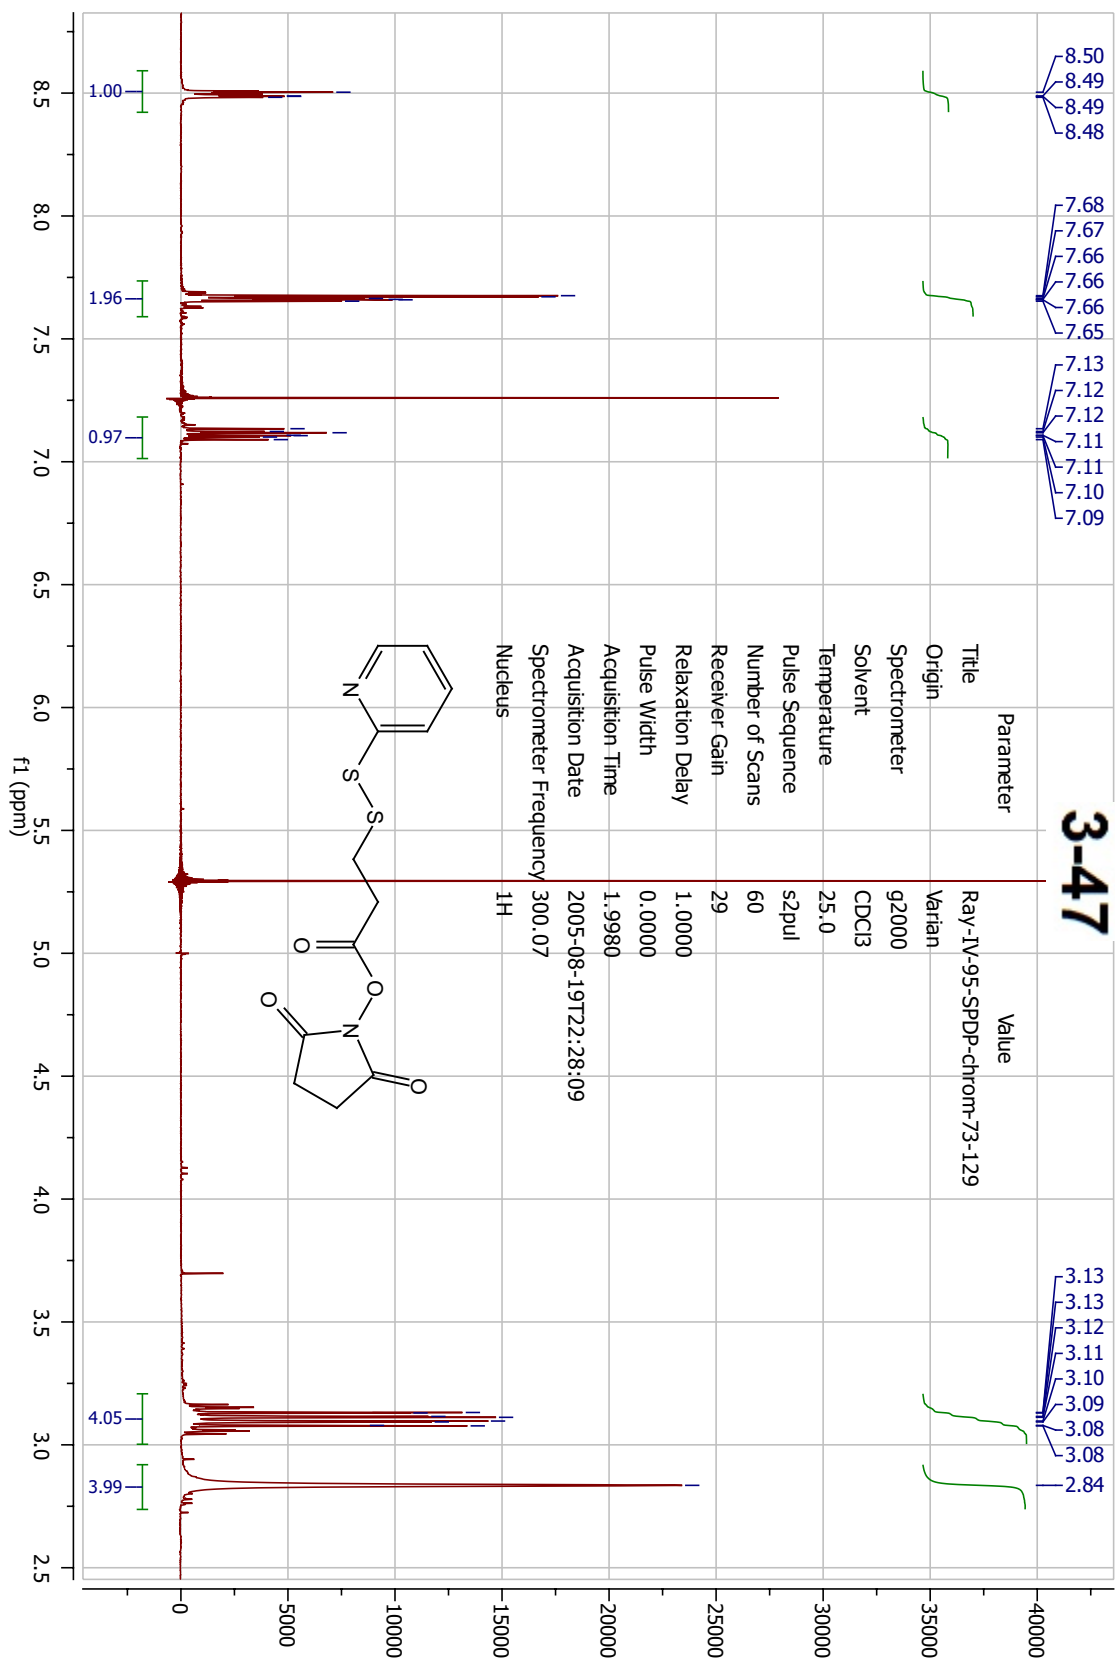 3-47
8.50
8.49
8.49
8.48
7.68
7.67
7.66
7.66
7.66
7.65
7.13
7.12
7.12
7.11
7.11
7.10
7.09
3.13
3.13
3.12
3.11
3.10
3.09
3.08
3.08
2.84
Parameter Value
Title Ray-IV-95-SPDP-chrom-73-129
Origin Varian
Spectrometer g2000
Solvent CDCl3
Temperature 25.0
Pulse Sequence s2pul
Number of Scans 60
Receiver Gain 29
Relaxation Delay 1.0000
Pulse Width 0.0000
Acquisition Time 1.9980
Acquisition Date 2005-08-19T22:28:09
Spectrometer Frequency 300.07
Nucleus 1H
N
S
S
O
O
N
O
O
40000
35000
30000
25000
20000
15000
10000
5000
0
1.00
1.96
0.97
4.05
3.99
8.5 8.0 7.5 7.0 6.5 6.0 5.5 5.0 4.5 4.0 3.5 3.0 2.5
f1 (ppm)